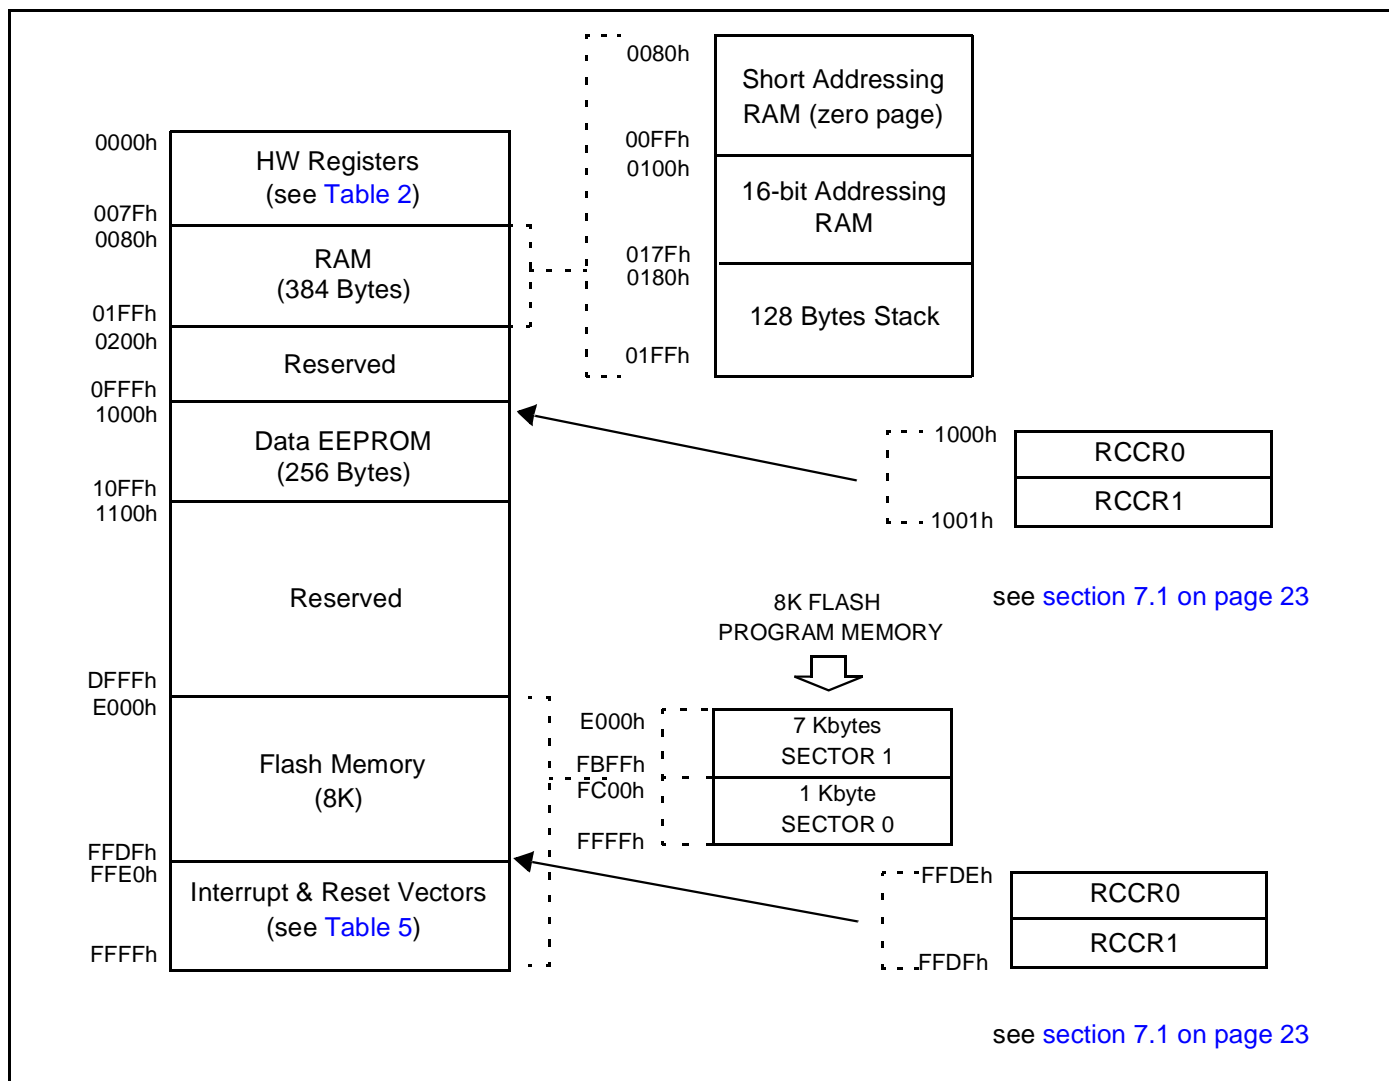 0000h
HW Registers
(see Table 2)
007Fh
0080h
RAM
(384 Bytes)
01FFh
0200h
Reserved
0FFFh
1000h
Data EEPROM
(256 Bytes)
10FFh
1100h
Reserved
DFFFh
E000h
Flash Memory
(8K)
FFDFh
FFE0h
Interrupt & Reset Vectors
(see Table 5)
FFFFh
0080h
Short Addressing
RAM (zero page)
00FFh
0100h
16-bit Addressing
RAM
017Fh
0180h
128 Bytes Stack
01FFh
1000h
RCCR0
RCCR1
1001h
see section 7.1 on page 23
8K FLASH
PROGRAM MEMORY
E000h
7 Kbytes
SECTOR 1
FBFFh
FC00h
1 Kbyte
SECTOR 0
FFFFh
FFDEh
RCCR0
RCCR1
FFDFh
see section 7.1 on page 23